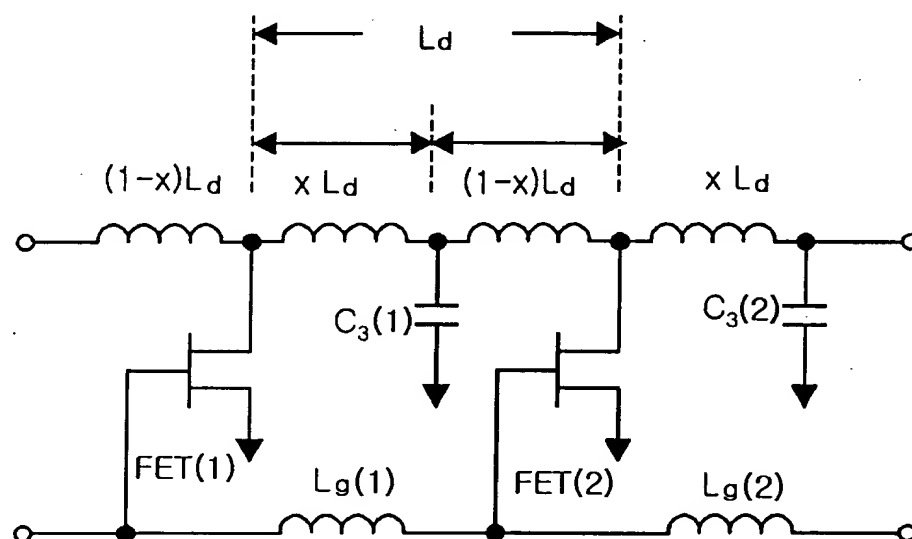 Ld
(1-x)Ld
x Ld
(1-x)Ld
x Ld
C₃(1)
C₃(2)
FET(1)
Lg(1)
FET(2)
Lg(2)